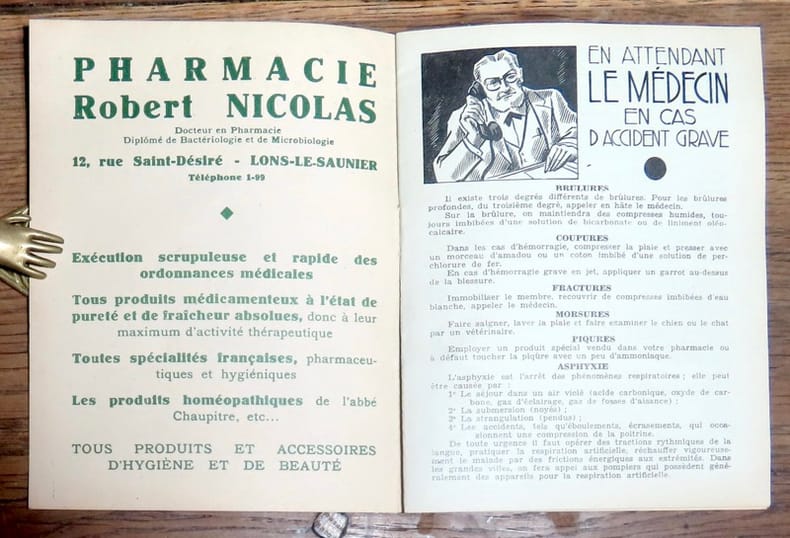 PHARMACIE
Robert NICOLAS
Docteur en Pharmacie
Diplômé de Bactériologie et de Microbiologie
12, rue Saint-Désiré - LONS-LE-SAUNIER
Téléphone 1-99
Exécution scrupuleuse et rapide des
ordonnances médicales
Tous produits médicamenteux à l'état de
pureté et de fraîcheur absolues, donc à leur
maximum d'activité thérapeutique
Toutes spécialités françaises, pharmaceu-
tiques et hygiéniques
Les produits homéopathiques de l'abbé
Chaupitre, etc...
TOUS PRODUITS ET ACCESSOIRES
D'HYGIÈNE ET DE BEAUTÉ
EN ATTENDANT
LE MÉDECIN
EN CAS
D'ACCIDENT GRAVE
BRULURES
Il existe trois degrés différents de brûlures. Pour les brûlures
profondes, du troisième degré, appeler en hâte le médecin.
Sur la brûlure, on maintiendra des compresses humides, tou-
jours imbibées d'une solution de bicarbonate ou de liniment oléo-
calcaire.
COUPURES
Dans les cas d'hémorragie, compresser la plaie et presser avec
un morceau d'amadou ou un coton imbibé d'une solution de per-
chlorure de fer.
En cas d'hémorragie grave en jet, appliquer un garrot au-dessus
de la blessure.
FRACTURES
Immobiliser le membre, recouvrir de compresses imbibées d'eau
blanche, appeler le médecin.
MORSURES
Faire saigner, laver la plaie et faire examiner le chien ou le chat
par un vétérinaire.
PIQURES
Employer un produit spécial vendu dans votre pharmacie ou
à défaut toucher la piqûre avec un peu d'ammoniaque.
ASPHYXIE
L'asphyxie est l'arrêt des phénomènes respiratoires ; elle peut
être causée par :
1° Le séjour dans un air vicié (acide carbonique, oxyde de car-
bone, gaz d'éclairage, gaz de fosses d'aisance) ;
2° La submersion (noyés) ;
3° La strangulation (pendus) ;
4° Les accidents, tels qu'éboulements, écrasements, qui occa-
sionnent une compression de la poitrine.
De toute urgence il faut opérer des tractions rythmiques de la
langue, pratiquer la respiration artificielle, réchauffer vigoureuse-
ment le malade par des frictions énergiques aux extrémités. Dans
les grandes villes, on fera appel aux pompiers qui possèdent géné-
ralement des appareils pour la respiration artificielle.